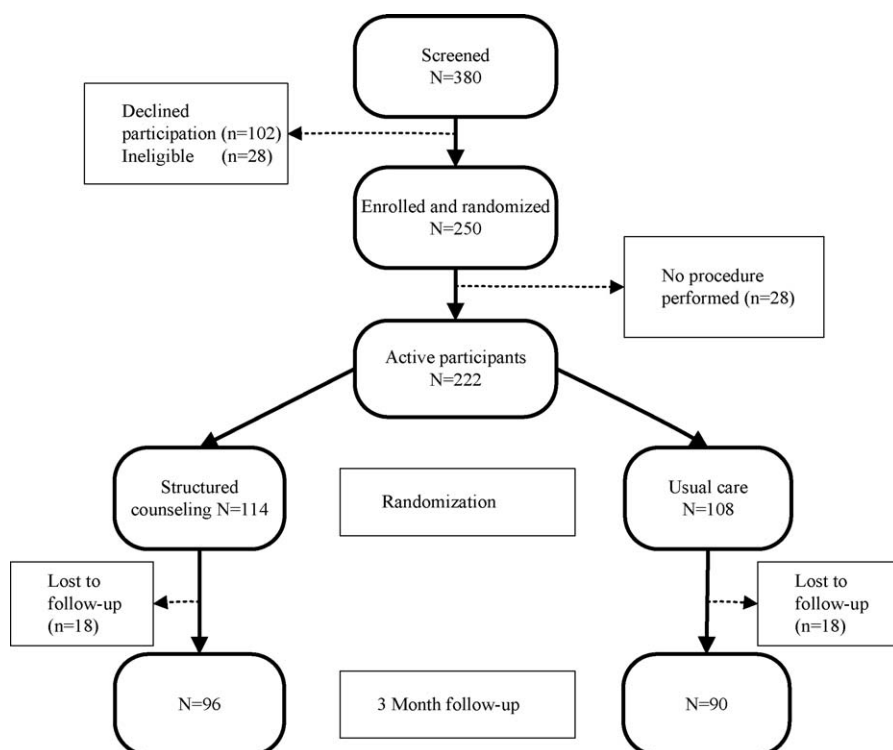 Screened
N=380
Declined
participation (n=102)
Ineligible (n=28)
Enrolled and randomized
N=250
No procedure
performed (n=28)
Active participants
N=222
Structured
counseling N=114
Randomization
Usual care
N=108
Lost to
follow-up
(n=18)
Lost to
follow-up
(n=18)
N=96
3 Month follow-up
N=90